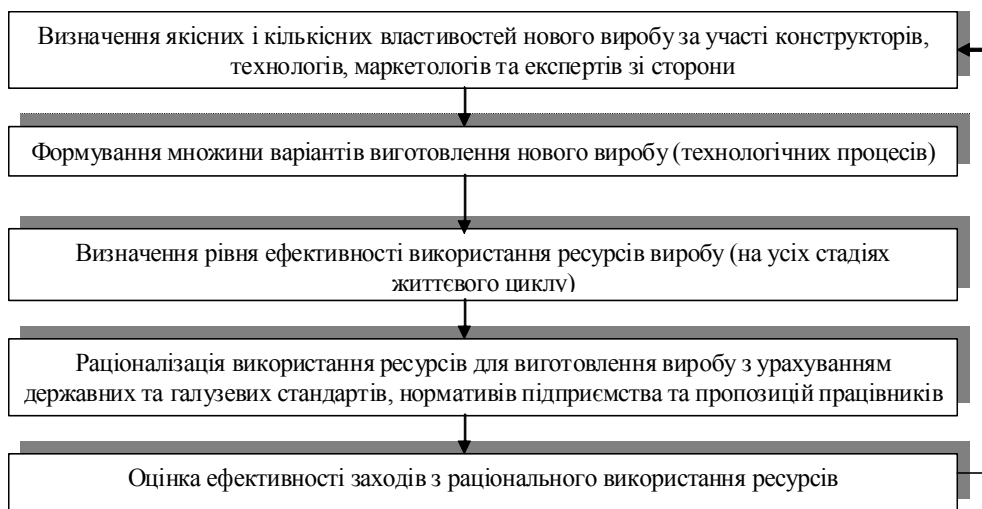 Визначення якісних і кількісних властивостей нового виробу за участі конструкторів,
технологів, маркетологів та експертів зі сторони
Формування множини варіантів виготовлення нового виробу (технологічних процесів)
Визначення рівня ефективності використання ресурсів виробу (на усіх стадіях
життєвого циклу)
Раціоналізація використання ресурсів для виготовлення виробу з урахуванням
державних та галузевих стандартів, нормативів підприємства та пропозицій працівників
Оцінка ефективності заходів з раціонального використання ресурсів